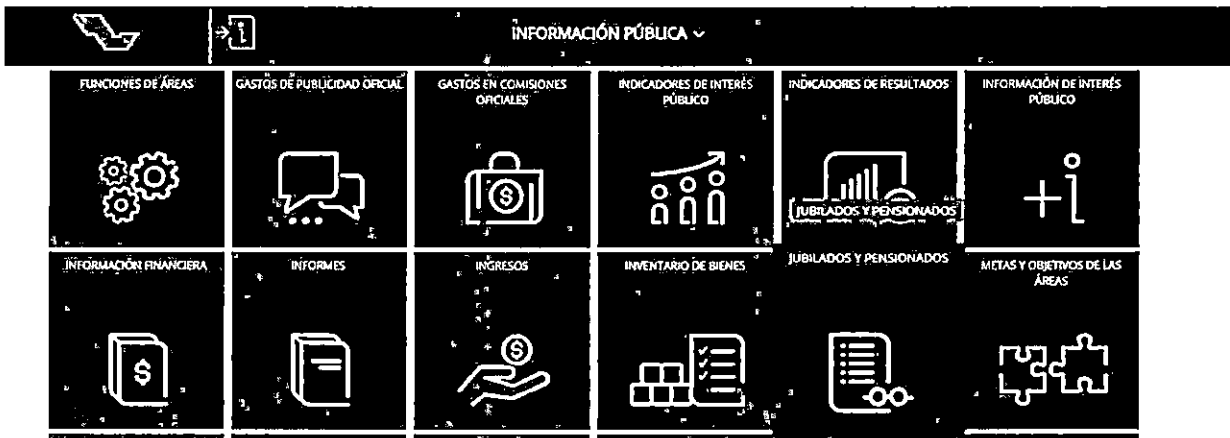 INFORMACIÓN PÚBLICA
FUNCIONES DE ÁREAS
GASTOS DE PUBLICIDAD OFICIAL
GASTOS EN COMISIONES
OFICIALES
INDICADORES DE INTERÉS
PÚBLICO
INDICADORES DE RESULTADOS
JUBILADOS Y PENSIONADOS
INFORMACIÓN DE INTERÉS
PÚBLICO
INFORMACIÓN FINANCIERA
INFORMES
INGRESOS
INVENTARIO DE BIENES
JUBILADOS Y PENSIONADOS
METAS Y OBJETIVOS DE LAS
ÁREAS